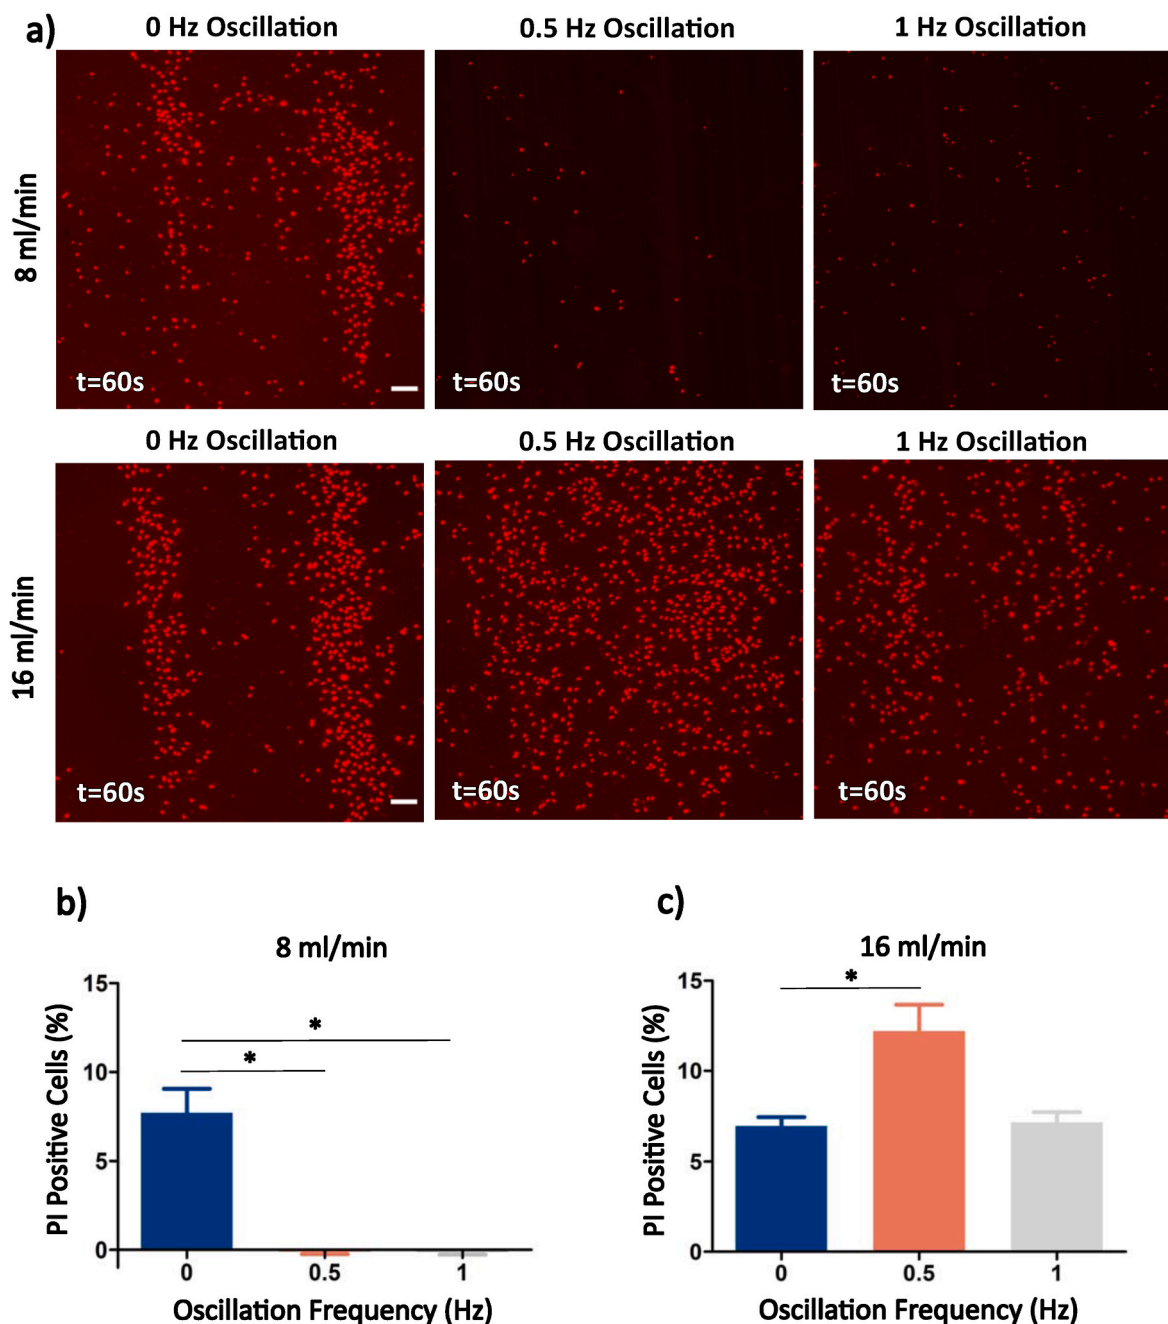 a)
0 Hz Oscillation 0.5 Hz Oscillation 1 Hz Oscillation
8 ml/min
t=60s t=60s t=60s
0 Hz Oscillation 0.5 Hz Oscillation 1 Hz Oscillation
16 ml/min
t=60s t=60s t=60s
b)
8 ml/min
PI Positive Cells (%)
15
10
5
0
* 
*
0 0.5 1
Oscillation Frequency (Hz)
c)
16 ml/min
PI Positive Cells (%)
15
10
5
0
*
0 0.5 1
Oscillation Frequency (Hz)